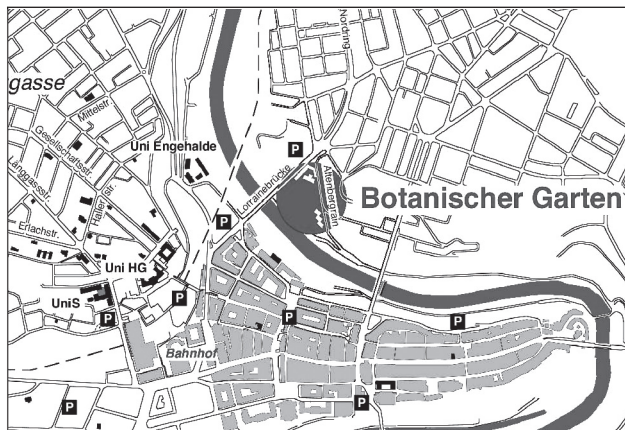 Nordring
gasse
Mittelstr.
Gesellschaftsstr.
Länggassstr.
Hallerstr.
Erlachstr.
Uni Engehalde
P
Lorrainebrücke
Altenbergrain
Botanischer Garten
P
Uni HG
UniS
P
P
P
P
Bahnhof
P
P